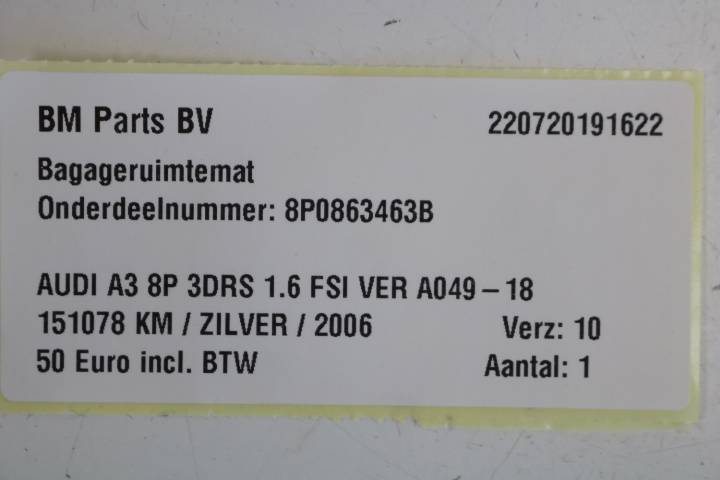 BM Parts BV 220720191622
Bagageruimtemat
Onderdeelnummer: 8P0863463B
AUDI A3 8P 3DRS 1.6 FSI VER A049 – 18
151078 KM / ZILVER / 2006 Verz: 10
50 Euro incl. BTW Aantal: 1